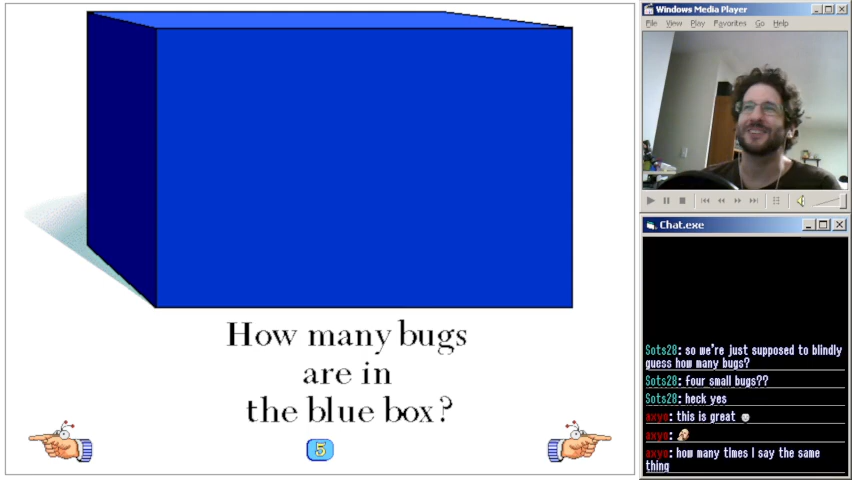 How many bugs
are in
the blue box?
5
Windows Media Player
File View Play Favorites Go Help
Chat.exe
Sots28: so we're just supposed to blindly
guess how many bugs?
Sots28: four small bugs??
Sots28: heck yes
axyo: this is great
axyo:
axyo: how many times I say the same
thing